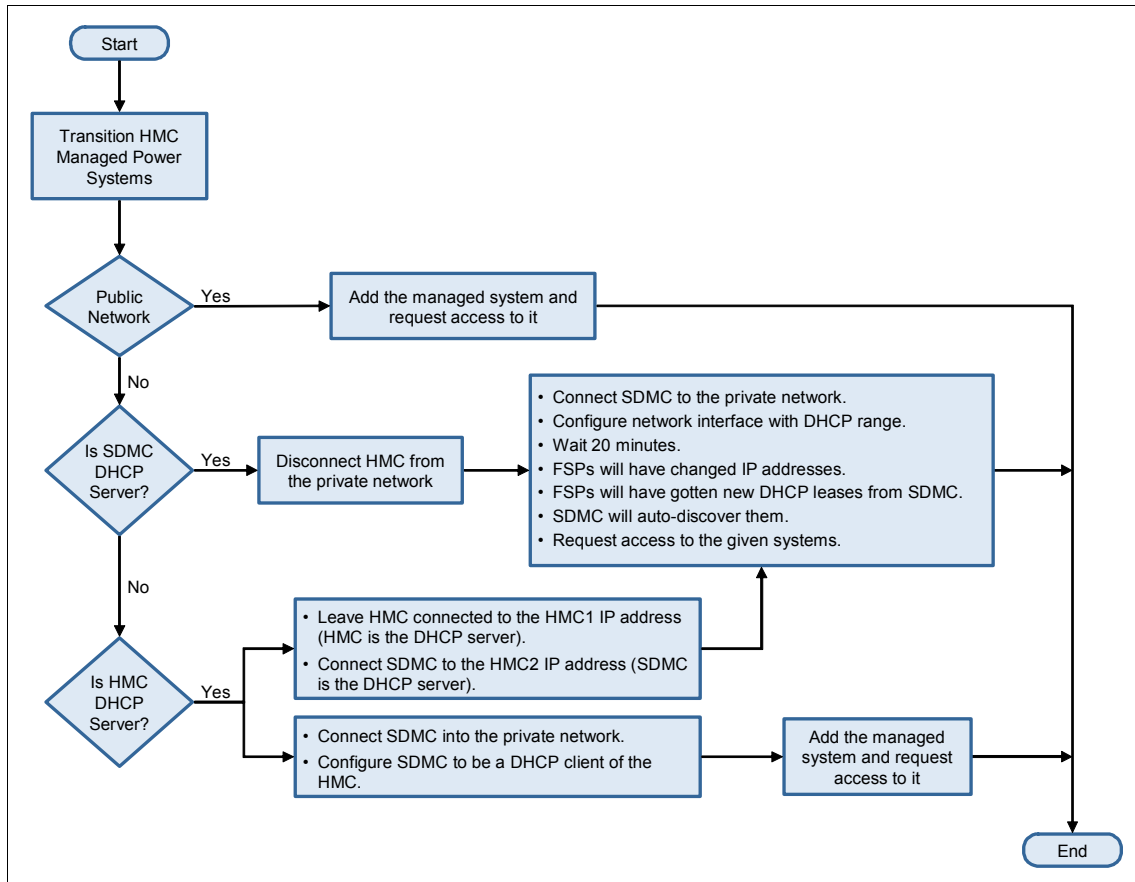 Start
Transition HMC
Managed Power
Systems
Public
Network
Yes
Add the managed system and
request access to it
No
Is SDMC
DHCP
Server?
Yes
Disconnect HMC from
the private network
• Connect SDMC to the private network.
• Configure network interface with DHCP range.
• Wait 20 minutes.
• FSPs will have changed IP addresses.
• FSPs will have gotten new DHCP leases from SDMC.
• SDMC will auto-discover them.
• Request access to the given systems.
No
Is HMC
DHCP
Server?
Yes
• Leave HMC connected to the HMC1 IP address
(HMC is the DHCP server).
• Connect SDMC to the HMC2 IP address (SDMC
is the DHCP server).
• Connect SDMC into the private network.
• Configure SDMC to be a DHCP client of the
HMC.
Add the managed
system and request
access to it
End